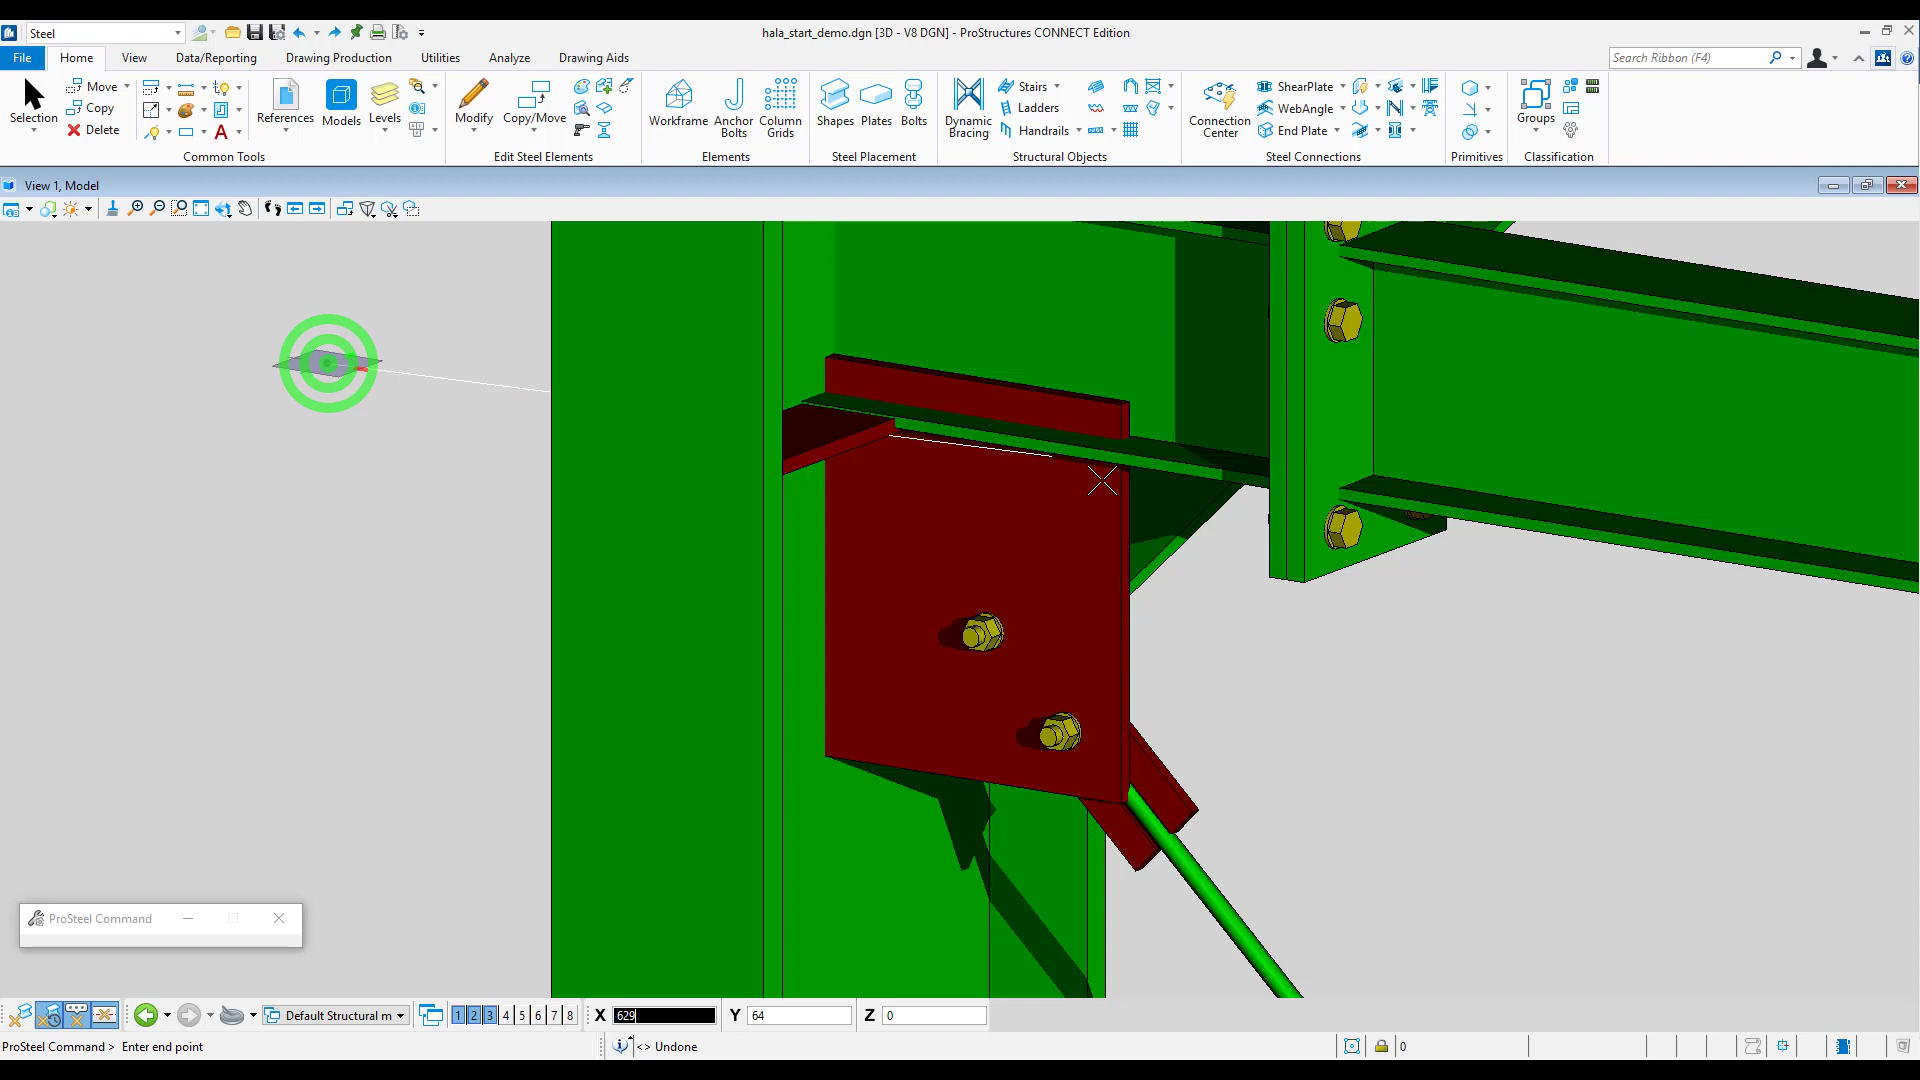 Steel
hala_start_demo.dgn [3D - V8 DGN] - ProStructures CONNECT Edition
File
Home
View
Data/Reporting
Drawing Production
Utilities
Analyze
Drawing Aids
Search Ribbon (F4)
Selection
Move
Copy
Delete
References
Models
Levels
Common Tools
Modify
Copy/Move
Edit Steel Elements
Workframe
Anchor
Bolts
Column
Grids
Elements
Shapes
Plates
Bolts
Steel Placement
Dynamic
Bracing
Stairs
Ladders
Handrails
Structural Objects
Connection
Center
ShearPlate
WebAngle
End Plate
Steel Connections
Primitives
Groups
Classification
View 1, Model
ProSteel Command
Default Structural m
1 2 3 4 5 6 7 8
X 629
Y 64
Z 0
ProSteel Command > Enter end point
<> Undone
0